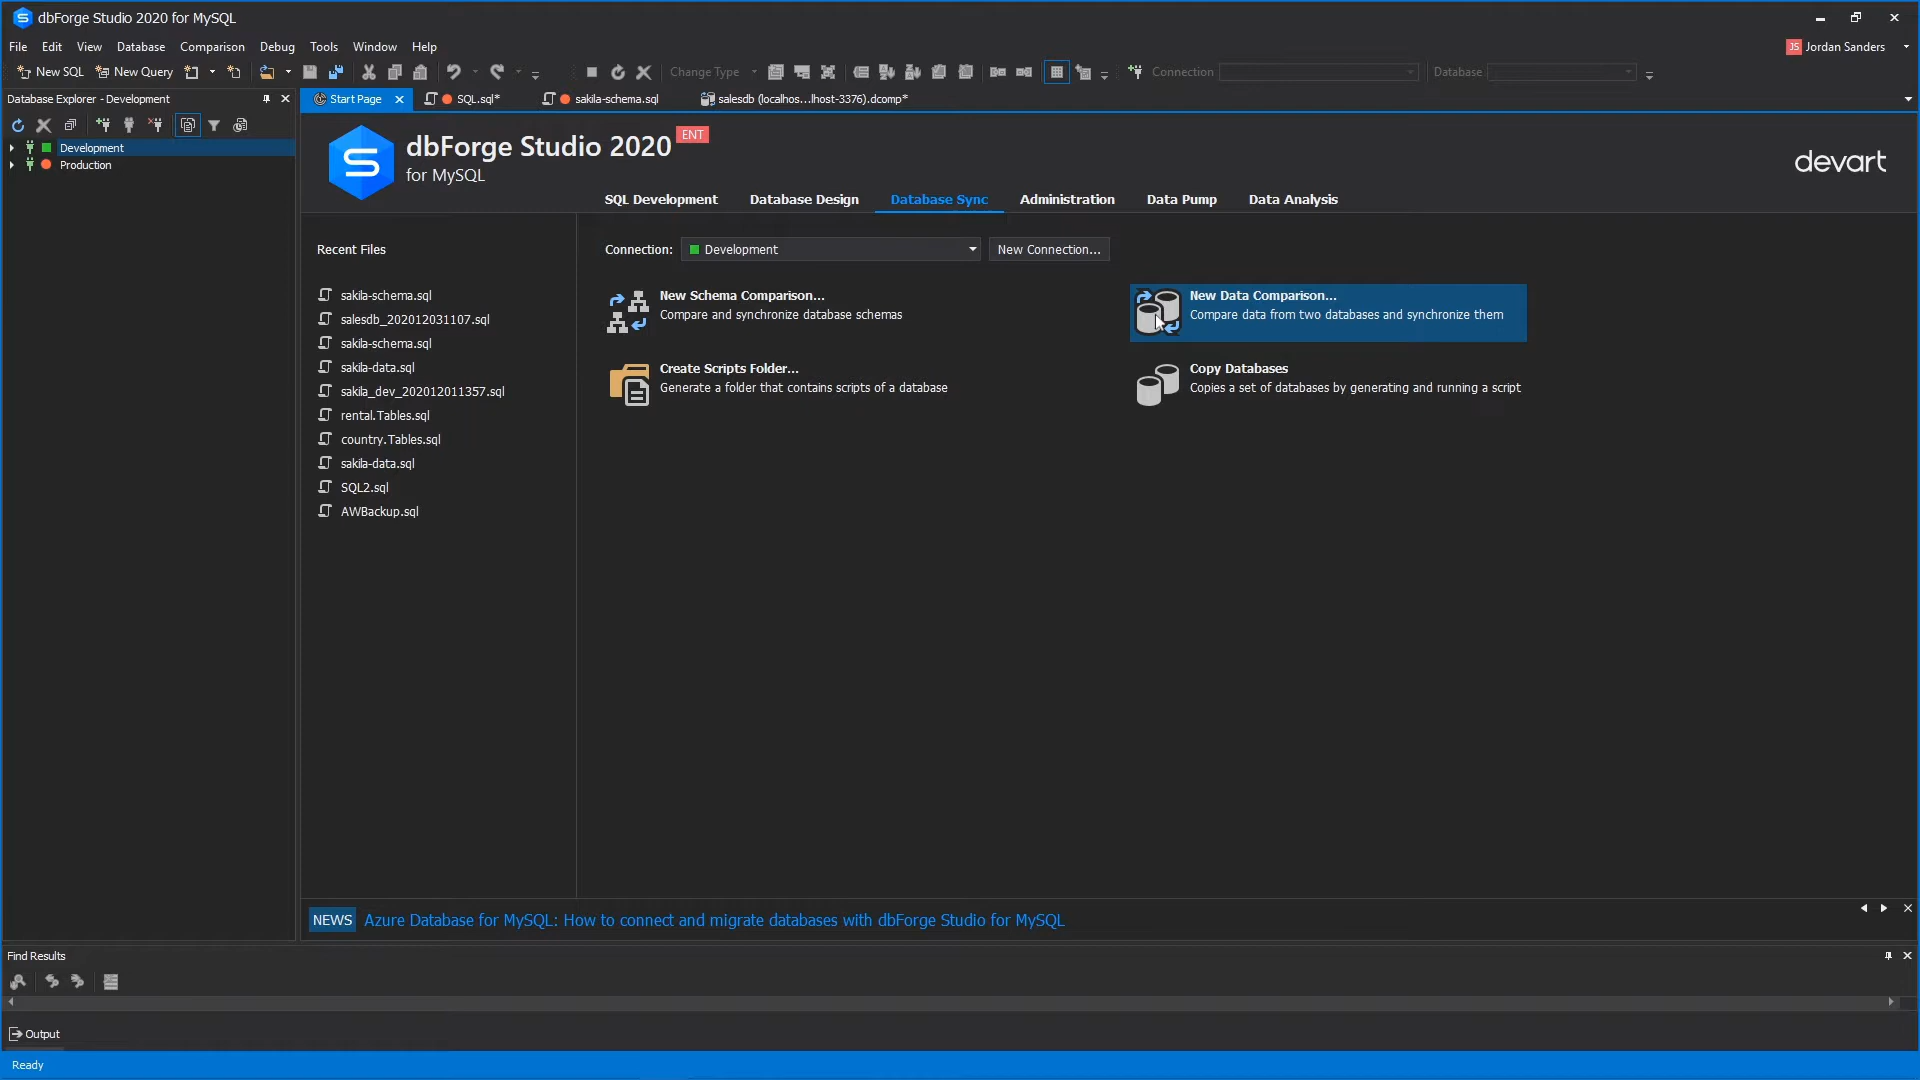 dbForge Studio 2020 for MySQL
File Edit View Database Comparison Debug Tools Window Help
JS Jordan Sanders
New SQL New Query Change Type Connection Database
Database Explorer - Development
Start Page SQL.sql* sakila-schema.sql salesdb (localhos...lhost-3376).dcomp*
Development
Production
dbForge Studio 2020 ENT
for MySQL
devart
SQL Development Database Design Database Sync Administration Data Pump Data Analysis
Recent Files
sakila-schema.sql
salesdb_202012031107.sql
sakila-schema.sql
sakila-data.sql
sakila_dev_202012011357.sql
rental.Tables.sql
country.Tables.sql
sakila-data.sql
SQL2.sql
AWBackup.sql
Connection: Development New Connection...
New Schema Comparison...
Compare and synchronize database schemas
New Data Comparison...
Compare data from two databases and synchronize them
Create Scripts Folder...
Generate a folder that contains scripts of a database
Copy Databases
Copies a set of databases by generating and running a script
NEWS Azure Database for MySQL: How to connect and migrate databases with dbForge Studio for MySQL
Find Results
Output
Ready